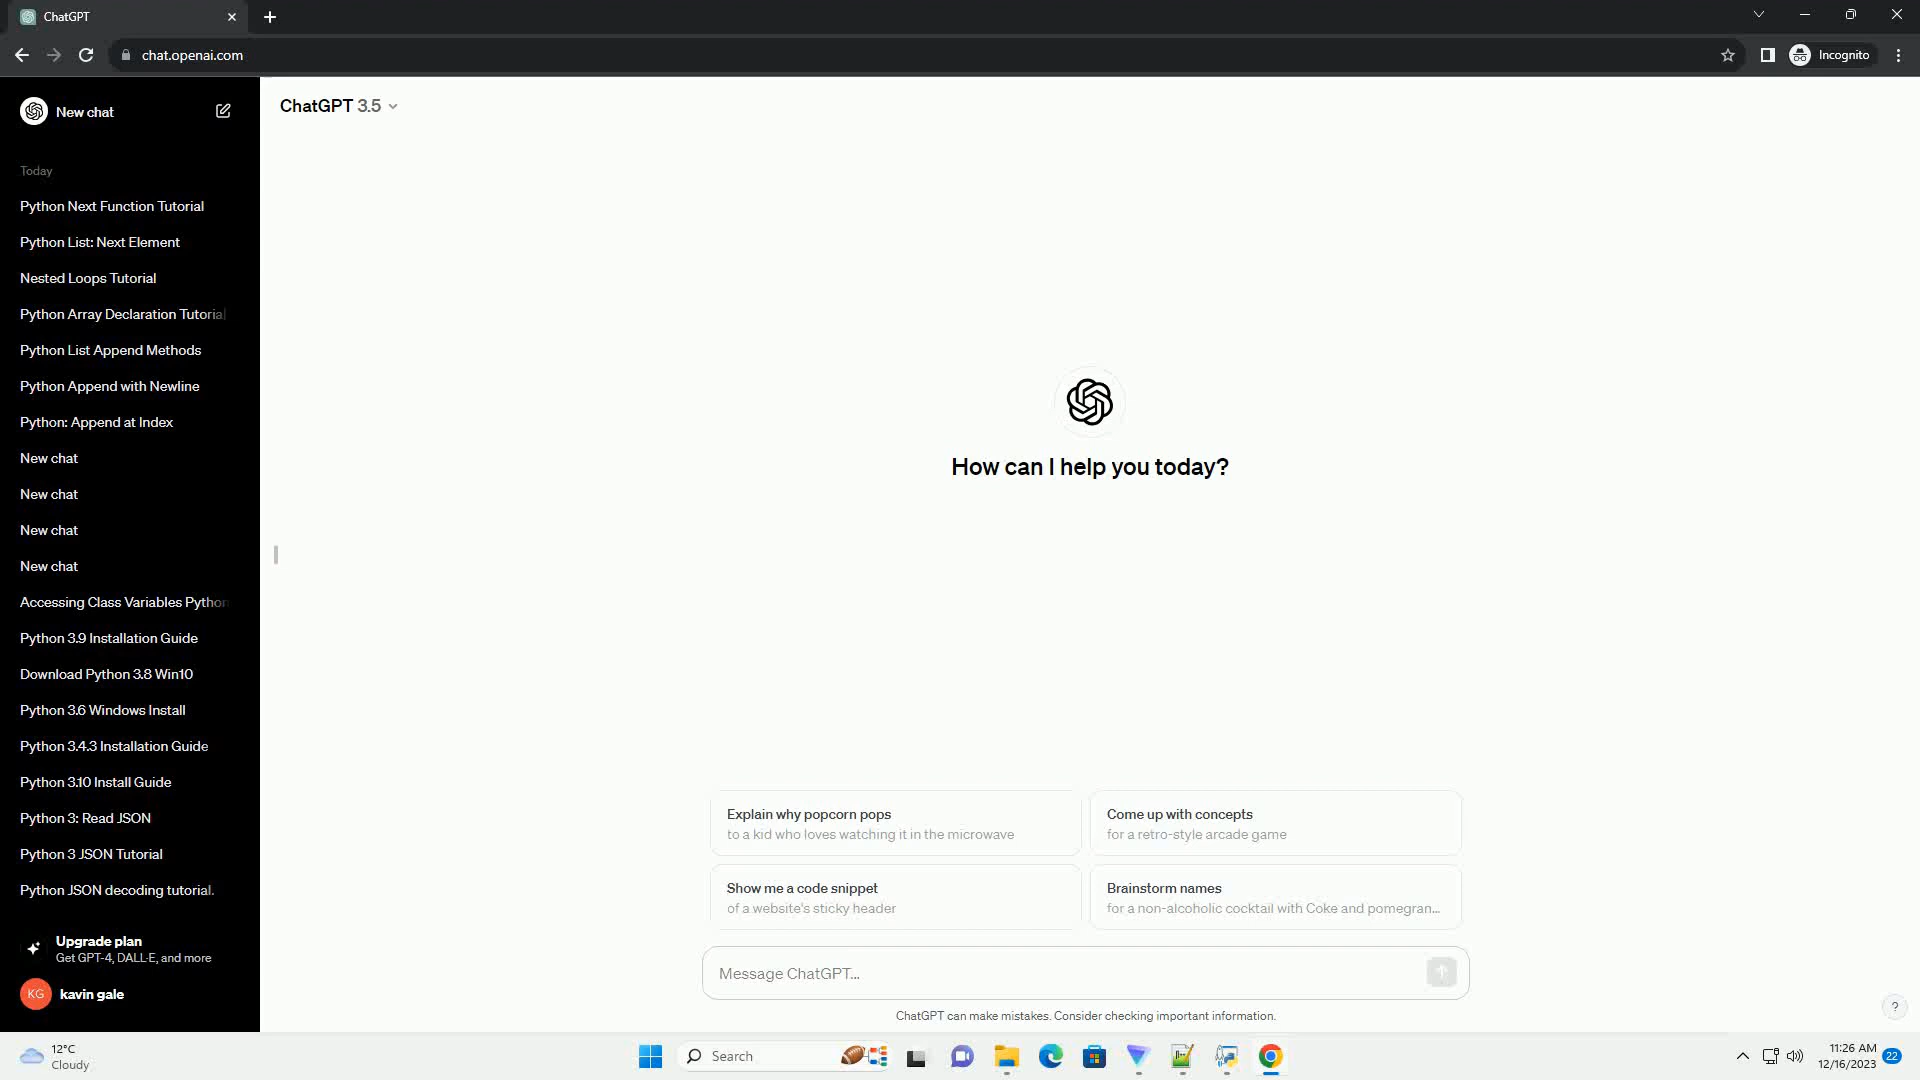 ChatGPT
chat.openai.com
Incognito
New chat
ChatGPT 3.5
Today
Python Next Function Tutorial
Python List: Next Element
Nested Loops Tutorial
Python Array Declaration Tutorial
Python List Append Methods
Python Append with Newline
Python: Append at Index
New chat
New chat
New chat
New chat
Accessing Class Variables Python
Python 3.9 Installation Guide
Download Python 3.8 Win10
Python 3.6 Windows Install
Python 3.4.3 Installation Guide
Python 3.10 Install Guide
Python 3: Read JSON
Python 3 JSON Tutorial
Python JSON decoding tutorial.
Upgrade plan
Get GPT-4, DALL·E, and more
KG kavin gale
How can I help you today?
Explain why popcorn pops
to a kid who loves watching it in the microwave
Come up with concepts
for a retro-style arcade game
Show me a code snippet
of a website's sticky header
Brainstorm names
for a non-alcoholic cocktail with Coke and pomegran...
Message ChatGPT...
ChatGPT can make mistakes. Consider checking important information.
?
12°C
Cloudy
Search
11:26 AM
12/16/2023
22